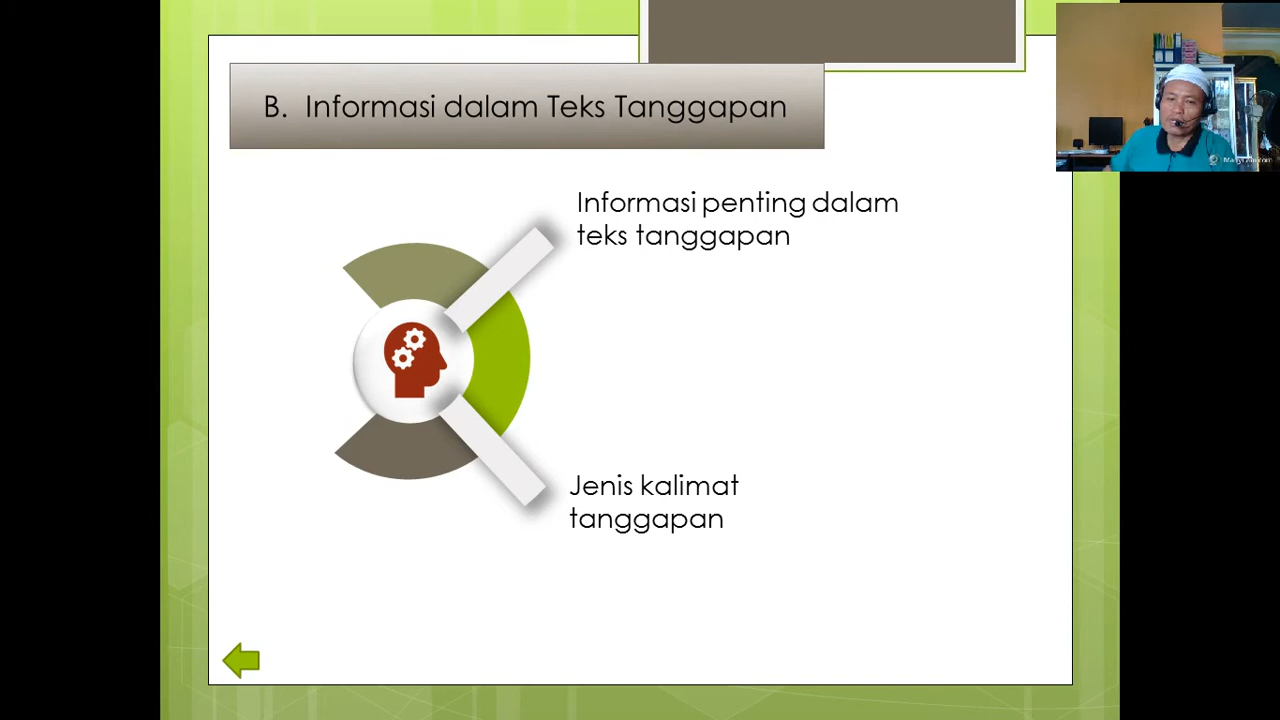 B. Informasi dalam Teks Tanggapan
Informasi penting dalam
teks tanggapan
Jenis kalimat
tanggapan